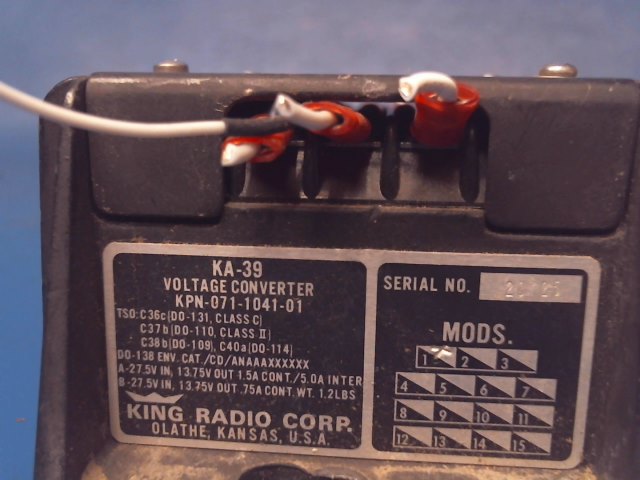 KA-39
VOLTAGE CONVERTER
KPN-071-1041-01
TSO: C36c(DO-131, CLASS C)
C37b(DO-110, CLASS II)
C38b(DO-109), C40a(DO-114)
DO-138 ENV. CAT./CD/ANAAAXXXXXX
A-27.5V IN, 13.75V OUT 1.5A CONT./5.0A INTER
B-27.5V IN, 13.75V OUT .75A CONT. WT. 1.2LBS
KING RADIO CORP.
OLATHE, KANSAS, U.S.A.
SERIAL NO.
MODS.
1 2 3
4 5 6 7
8 9 10 11
12 13 14 15